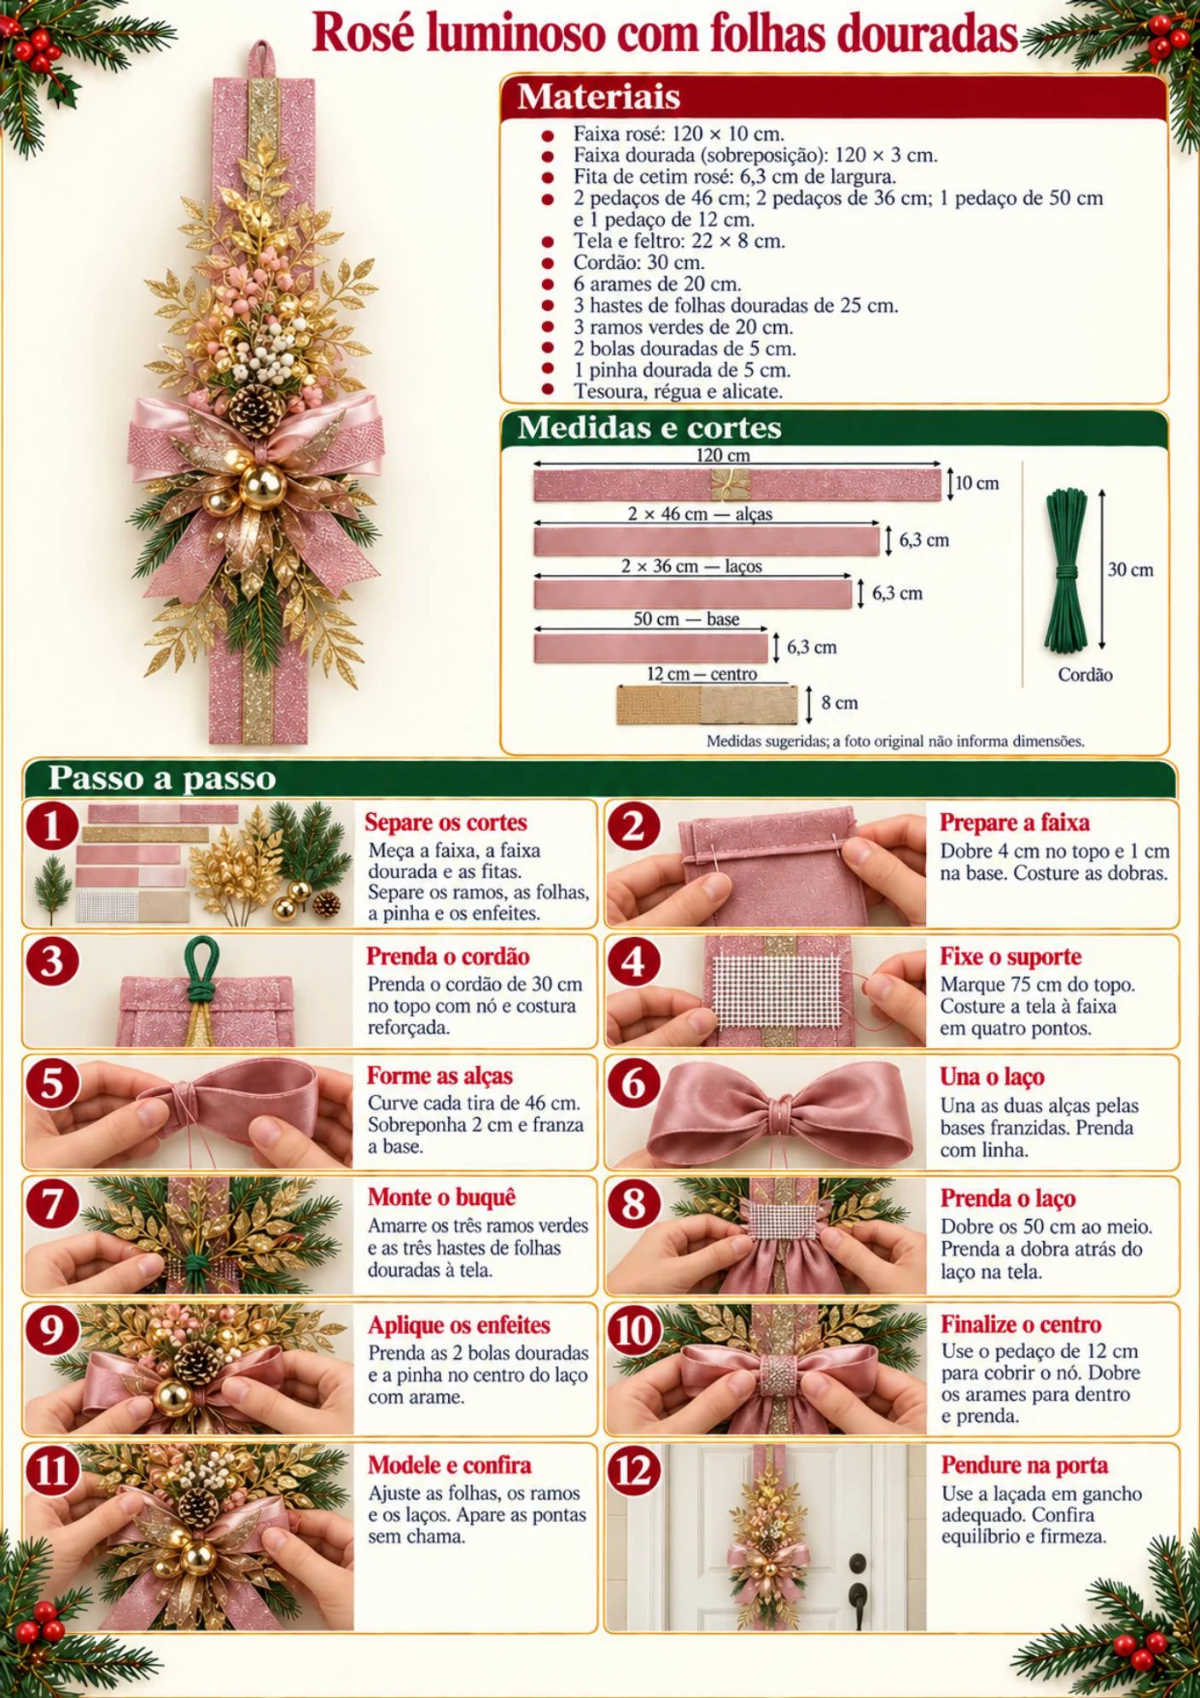 Rosé luminoso com folhas douradas
Materiais
Faixa rosé: 120 × 10 cm.
Faixa dourada (sobreposição): 120 × 3 cm.
Fita de cetim rosé: 6,3 cm de largura.
2 pedaços de 46 cm; 2 pedaços de 36 cm; 1 pedaço de 50 cm
e 1 pedaço de 12 cm.
Tela e feltro: 22 × 8 cm.
Cordão: 30 cm.
6 arames de 20 cm.
3 hastes de folhas douradas de 25 cm.
3 ramos verdes de 20 cm.
2 bolas douradas de 5 cm.
1 pinha dourada de 5 cm.
Tesoura, régua e alicate.
Medidas e cortes
120 cm
10 cm
2 × 46 cm — alças
6,3 cm
2 × 36 cm — laços
6,3 cm
50 cm — base
6,3 cm
12 cm — centro
8 cm
30 cm
Cordão
Medidas sugeridas; a foto original não informa dimensões.
Passo a passo
1
Separe os cortes
Meça a faixa, a faixa
dourada e as fitas.
Separe os ramos, as folhas,
a pinha e os enfeites.
2
Prepare a faixa
Dobre 4 cm no topo e 1 cm
na base. Costure as dobras.
3
Prenda o cordão
Prenda o cordão de 30 cm
no topo com nó e costura
reforçada.
4
Fixe o suporte
Marque 75 cm do topo.
Costure a tela à faixa
em quatro pontos.
5
Forme as alças
Curve cada tira de 46 cm.
Sobreponha 2 cm e franza
a base.
6
Una o laço
Una as duas alças pelas
bases franzidas. Prenda
com linha.
7
Monte o buquê
Amarre os três ramos verdes
e as três hastes de folhas
douradas à tela.
8
Prenda o laço
Dobre os 50 cm ao meio.
Prenda a dobra atrás do
laço na tela.
9
Aplique os enfeites
Prenda as 2 bolas douradas
e a pinha no centro do laço
com arame.
10
Finalize o centro
Use o pedaço de 12 cm
para cobrir o nó. Dobre
os arames para dentro
e prenda.
11
Modele e confira
Ajuste as folhas, os ramos
e os laços. Apare as pontas
sem chama.
12
Pendure na porta
Use a laçada em gancho
adequado. Confira
equilíbrio e firmeza.